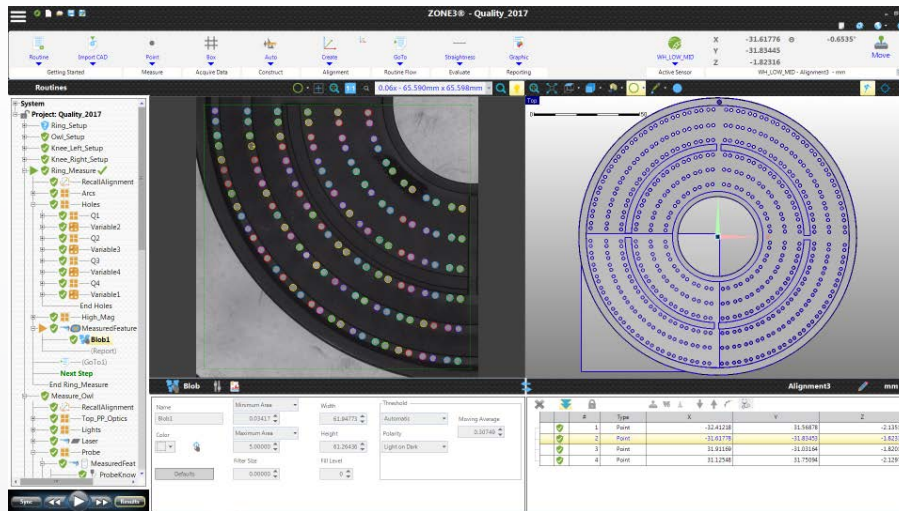 ZONE3® - Quality_2017
X -31.61776 -0.6535°
Y -31.83445
Z -1.82316
Routine Import CAD Point Box Auto Create GoTo Straightness Graphic WH_LOW_MID Move
Getting Started Measure Acquire Data Construct Alignment Routine Flow Evaluate Reporting Active Sensor WH_LOW_MID - Alignment3 - mm
Routines
0.06x - 65.590mm x 65.598mm
Top
System
Project: Quality_2017
Ring_Setup
Owl_Setup
Knee_Left_Setup
Knee_Right_Setup
Ring_Measure
RecallAlignment
Arcs
Holes
Q1
Variable2
Q2
Variable3
Q3
Variable4
Q4
Variable1
End Holes
High_Mag
MeasuredFeature
Blob1
(Report)
(GoTo1)
Next Step
End Ring_Measure
Measure_Owl
RecallAlignment
Top_PP_Optics
Lights
Laser
Probe
MeasuredFeat
ProbeKnow
Sync Results
Blob
Name
Blob1
Color
Defaults
Minimum Area
0.03417
Maximum Area
5.00000
Filter Size
0.00000
Width
61.84773
Height
61.26436
Fill Level
0
Threshold
Automatic
Polarity
Light on Dark
Moving Average
Alignment3 mm
# Type X Y Z
1 Point -32.41218 31.56878
2 Point -31.61776 -31.83453
3 Point 31.91169 -31.03164
4 Point 31.12548 31.75094